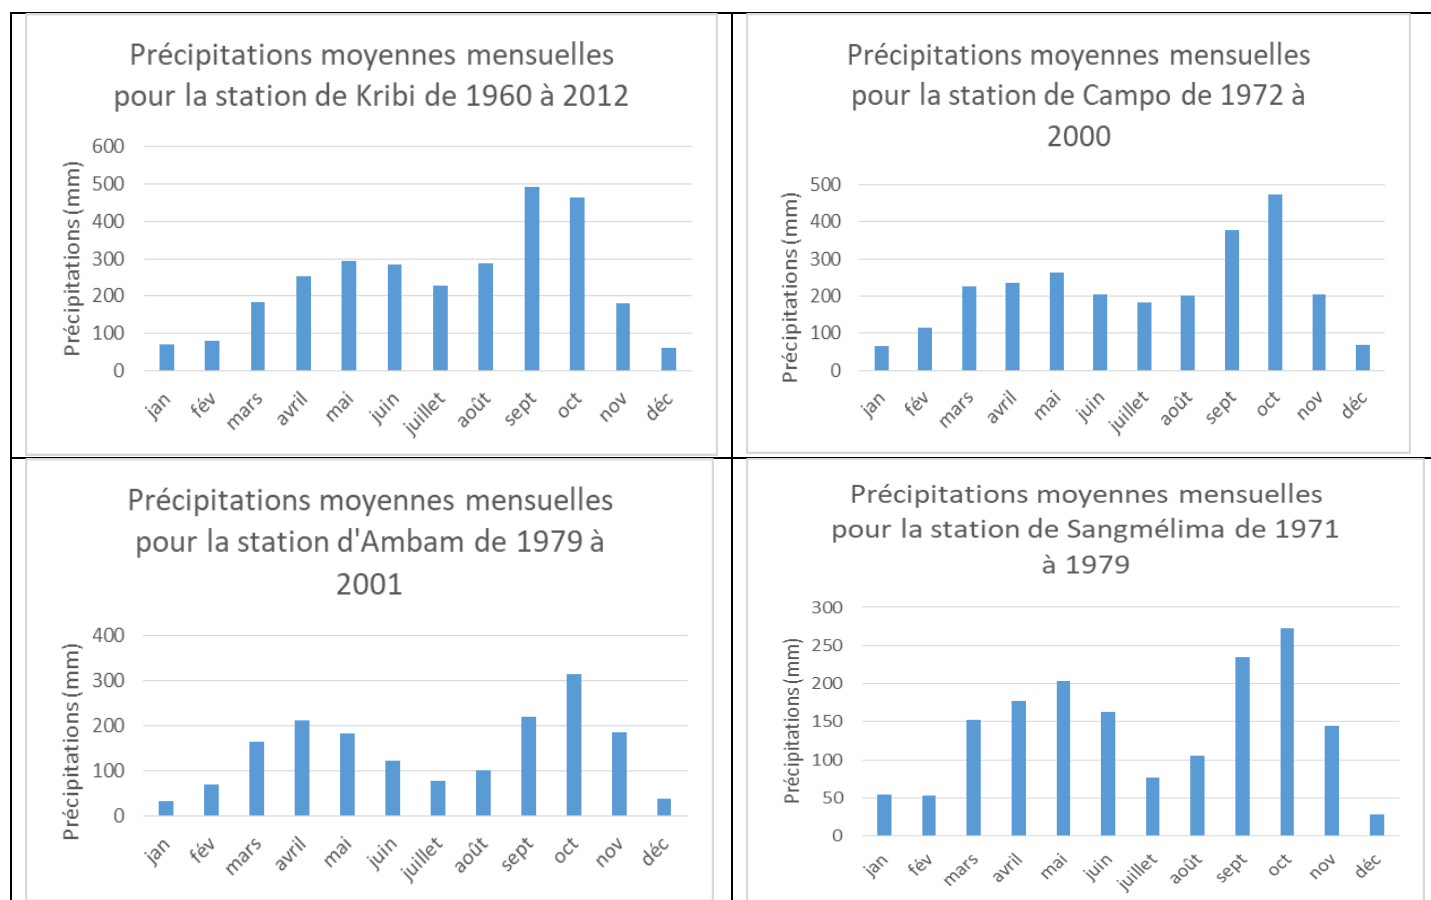 Précipitations moyennes mensuelles
pour la station de Kribi de 1960 à 2012
Précipitations (mm)
600
500
400
300
200
100
0
jan
fév
mars
avril
mai
juin
juillet
août
sept
oct
nov
déc
Précipitations moyennes mensuelles
pour la station de Campo de 1972 à
2000
Précipitations (mm)
500
400
300
200
100
0
jan
fév
mars
avril
mai
juin
juillet
août
sept
oct
nov
déc
Précipitations moyennes mensuelles
pour la station d'Ambam de 1979 à
2001
Précipitations (mm)
400
300
200
100
0
jan
fév
mars
avril
mai
juin
juillet
août
sept
oct
nov
déc
Précipitations moyennes mensuelles
pour la station de Sangmélima de 1971
à 1979
Précipitations (mm)
300
250
200
150
100
50
0
jan
fév
mars
avril
mai
juin
juillet
août
sept
oct
nov
déc